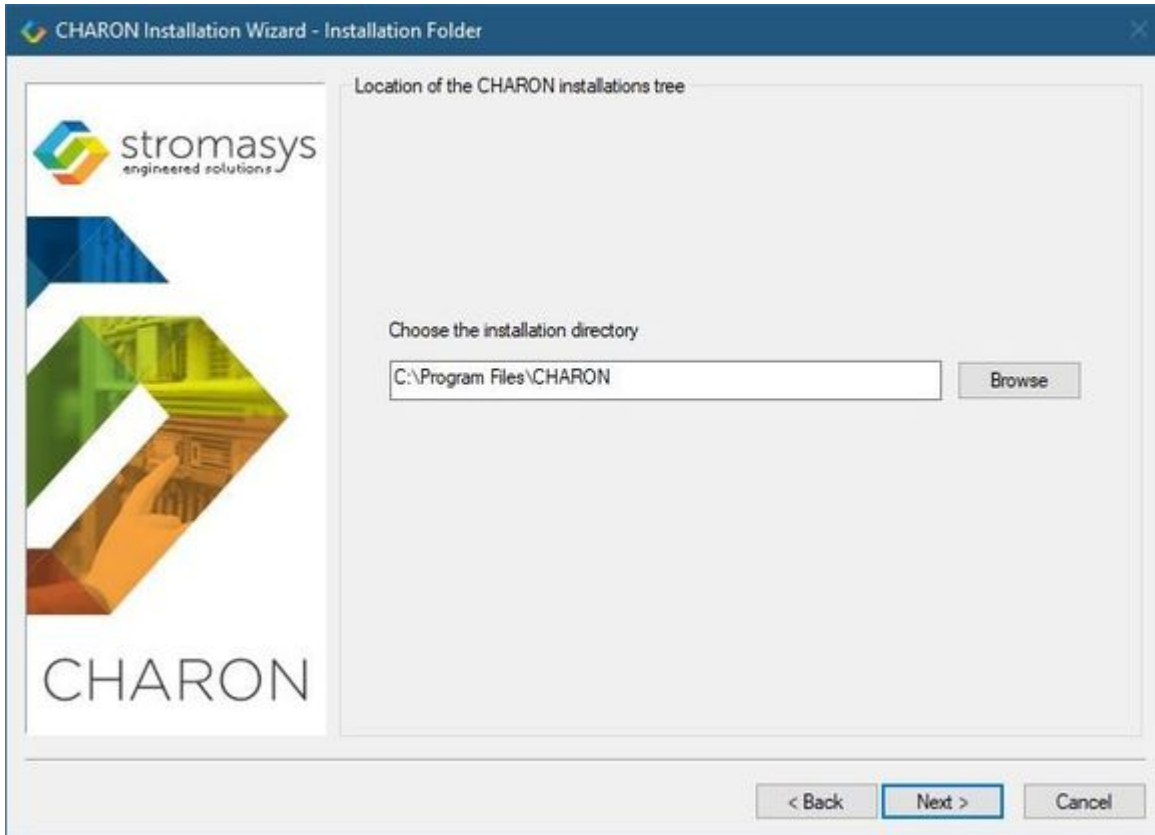 CHARON Installation Wizard - Installation Folder
Location of the CHARON installations tree
stromasys
engineered solutions
Choose the installation directory
C:\Program Files\CHARON
Browse
CHARON
< Back
Next >
Cancel